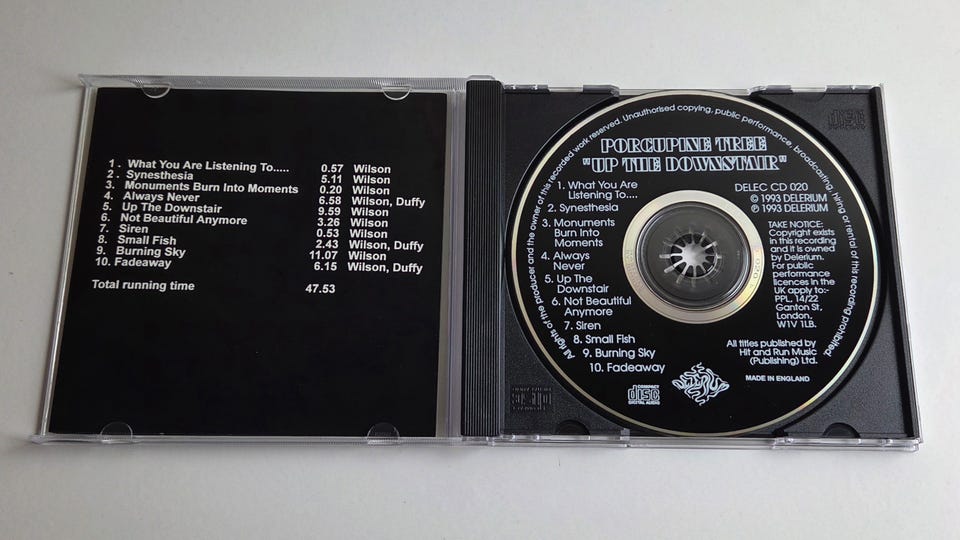 1. What You Are Listening To..... 0.57 Wilson
2. Synesthesia 5.11 Wilson
3. Monuments Burn Into Moments 0.20 Wilson
4. Always Never 6.58 Wilson, Duffy
5. Up The Downstair 9.59 Wilson
6. Not Beautiful Anymore 3.26 Wilson
7. Siren 0.53 Wilson
8. Small Fish 2.43 Wilson, Duffy
9. Burning Sky 11.07 Wilson
10. Fadeaway 6.15 Wilson, Duffy
Total running time 47.53
All rights of the producer and the owner of the recorded work reserved. Unauthorised copying, public performance, broadcasting, hiring or rental of this recording prohibited.
PORCUPINE TREE
"UP THE DOWNSTAIR"
1. What You Are
Listening To....
2. Synesthesia
3. Monuments
Burn Into
Moments
4. Always
Never
5. Up The
Downstair
6. Not Beautiful
Anymore
7. Siren
8. Small Fish
9. Burning Sky
10. Fadeaway
DELEC CD 020
© 1993 DELERIUM
℗ 1993 DELERIUM
TAKE NOTICE:
Copyright exists
in this recording
and it is owned
by Delerium.
For public
performance
licences in the
UK apply to:-
PPL, 14/22
Ganton St,
London,
W1V 1LB.
All titles published by
Hit and Run Music
(Publishing) Ltd.
MADE IN ENGLAND
COMPACT
disc
DIGITAL AUDIO
DELERIUM
disc